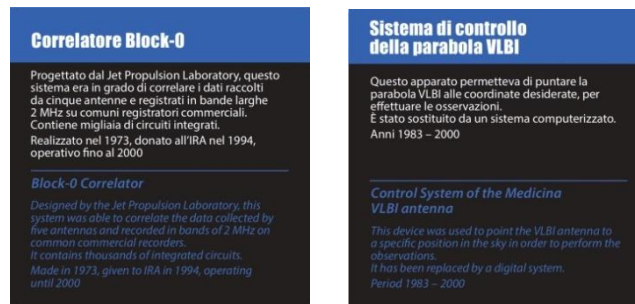 Correlatore Block-0
Progettato dal Jet Propulsion Laboratory, questo
sistema era in grado di correlare i dati raccolti
da cinque antenne e registrati in bande larghe
2 MHz su comuni registratori commerciali.
Contiene migliaia di circuiti integrati.
Realizzato nel 1973, donato all'IRA nel 1994,
operativo fino al 2000
Block-0 Correlator
Designed by the Jet Propulsion Laboratory, this
system was able to correlate the data collected by
five antennas and recorded in bands of 2 MHz on
common commercial recorders.
It contains thousands of integrated circuits.
Made in 1973, given to IRA in 1994, operating
until 2000
Sistema di controllo
della parabola VLBI
Questo apparato permetteva di puntare la
parabola VLBI alle coordinate desiderate, per
effettuare le osservazioni.
È stato sostituito da un sistema computerizzato.
Anni 1983 – 2000
Control System of the Medicina
VLBI antenna
This device was used to point the VLBI antenna to
a specific position in the sky in order to perform the
observations.
It has been replaced by a digital system.
Period 1983 – 2000